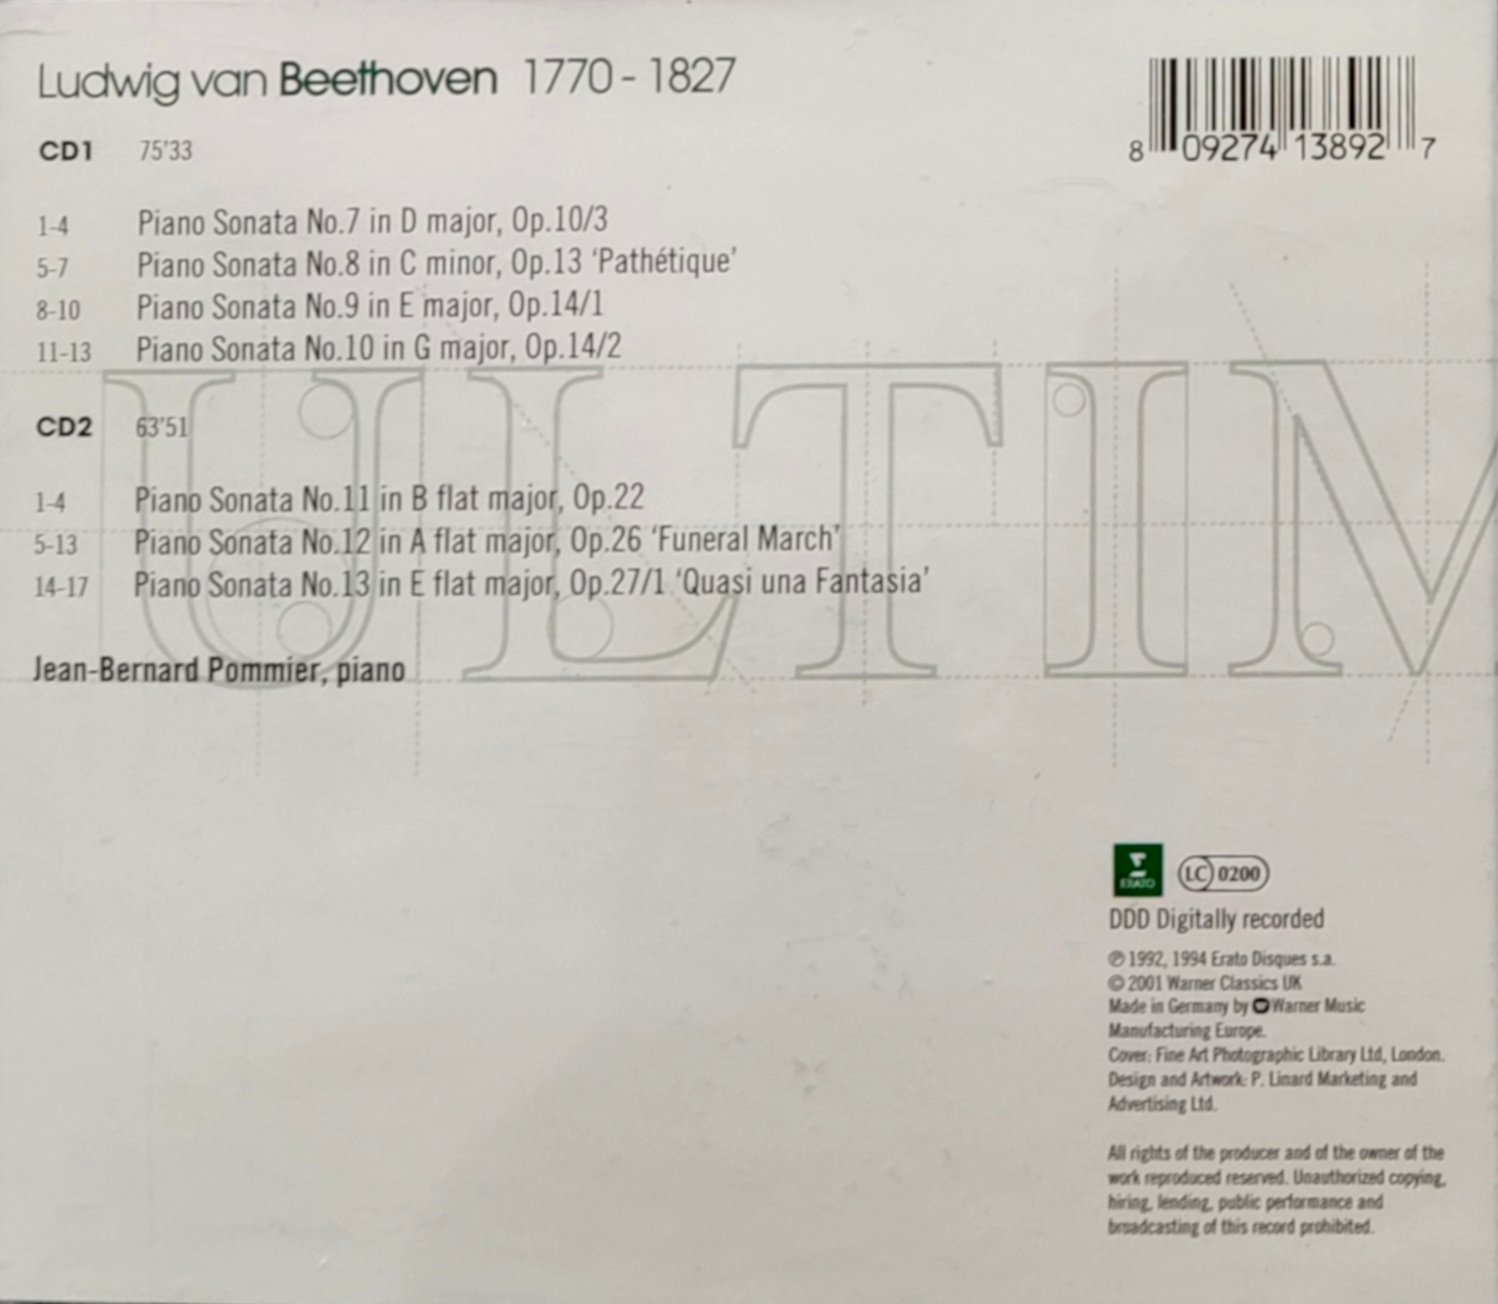 Ludwig van Beethoven 1770 - 1827
8 09274 13892 7
CD1 75'33
1-4 Piano Sonata No.7 in D major, Op.10/3
5-7 Piano Sonata No.8 in C minor, Op.13 ‘Pathétique’
8-10 Piano Sonata No.9 in E major, Op.14/1
11-13 Piano Sonata No.10 in G major, Op.14/2
CD2 63'51
1-4 Piano Sonata No.11 in B flat major, Op.22
5-13 Piano Sonata No.12 in A flat major, Op.26 ‘Funeral March’
14-17 Piano Sonata No.13 in E flat major, Op.27/1 ‘Quasi una Fantasia’
Jean-Bernard Pommier, piano
ULTIM
ERATO LC 0200
DDD Digitally recorded
℗ 1992, 1994 Erato Disques s.a.
© 2001 Warner Classics UK
Made in Germany by Warner Music
Manufacturing Europe.
Cover: Fine Art Photographic Library Ltd, London.
Design and Artwork: P. Linard Marketing and
Advertising Ltd.
All rights of the producer and of the owner of the
work reproduced reserved. Unauthorized copying,
hiring, lending, public performance and
broadcasting of this record prohibited.